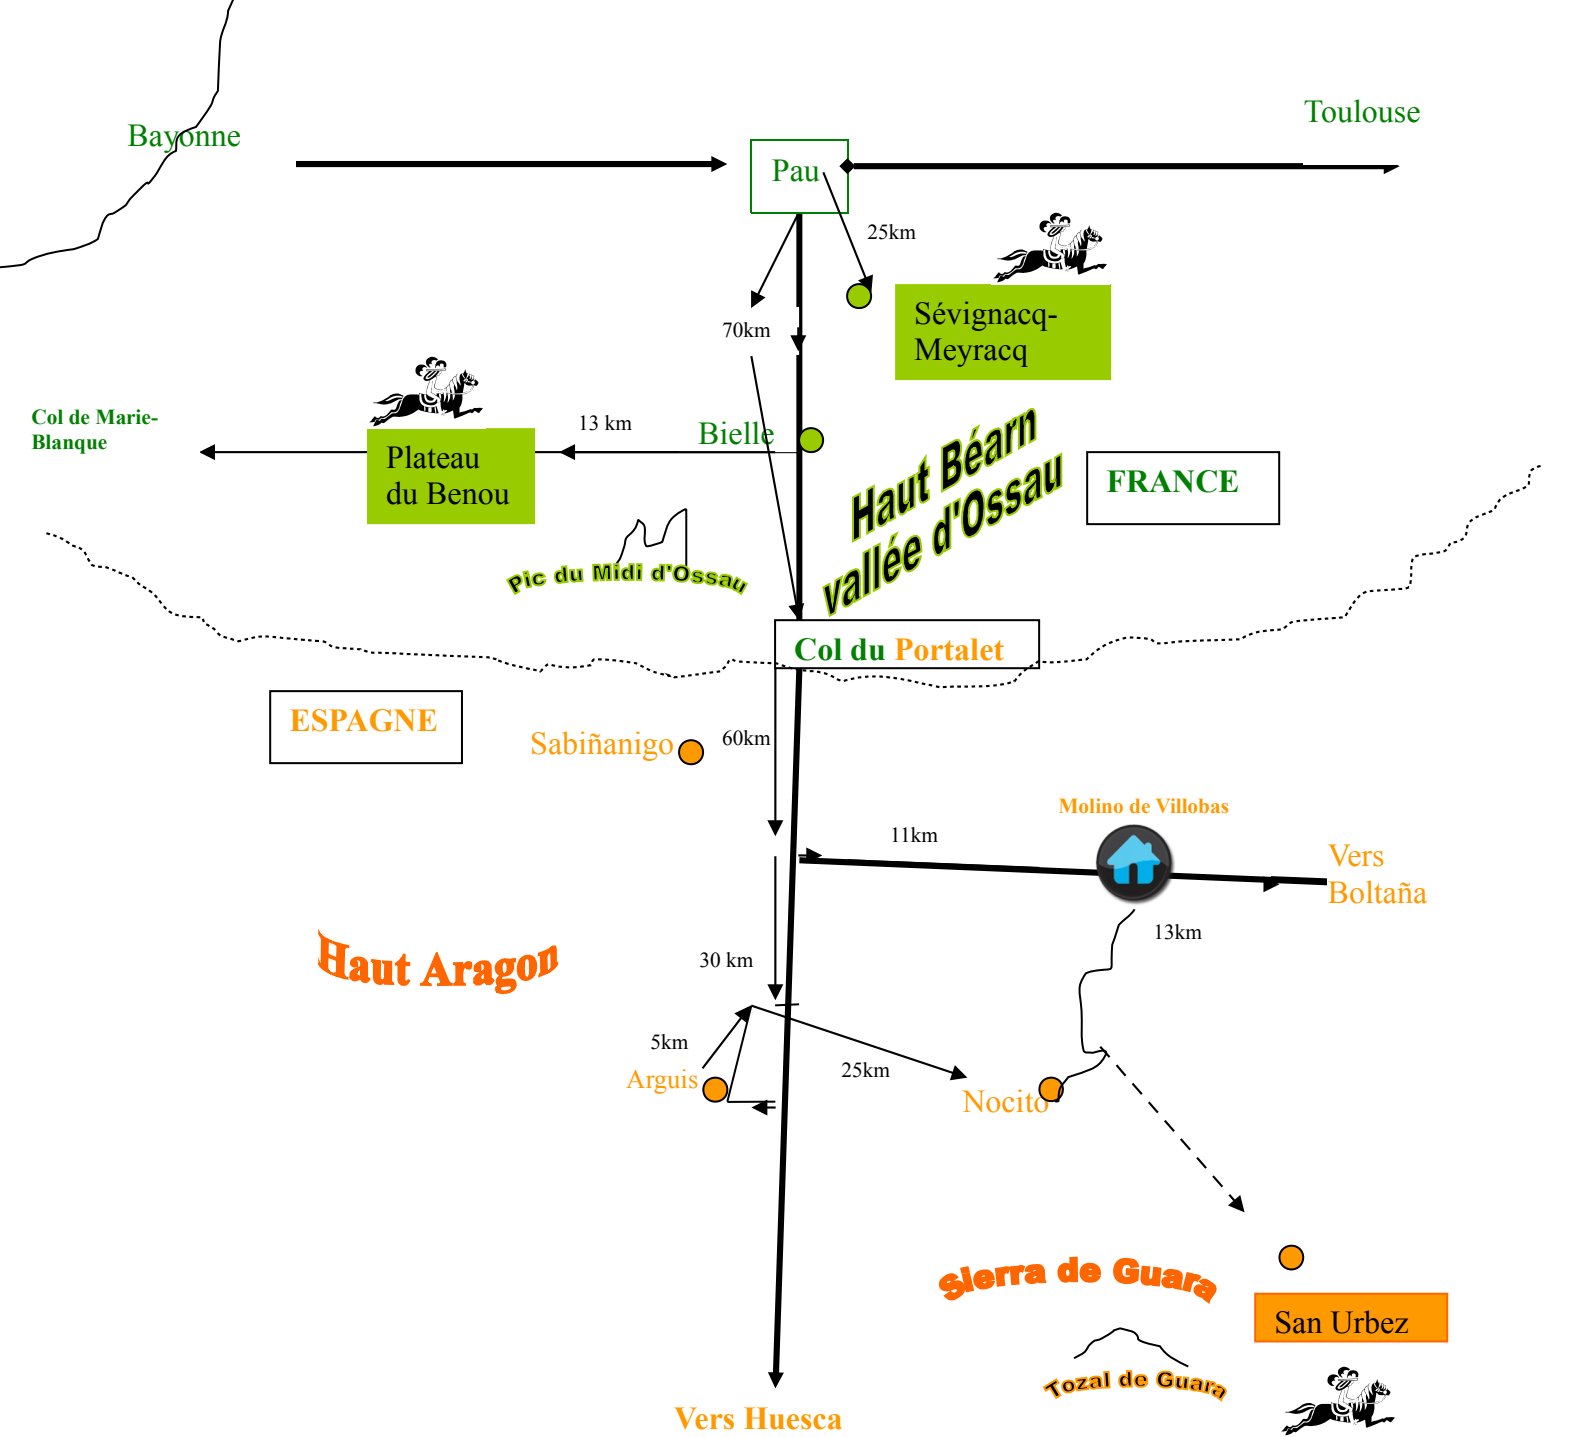 Toulouse
Bayonne
Pau
25km
Sévignacq-
Meyracq
70km
Col de Marie-
Blanque
13 km
Bielle
Plateau
du Benou
Haut Béarn
vallée d'Ossau
FRANCE
Pic du Midi d'Ossau
Col du Portalet
ESPAGNE
Sabiñanigo
60km
Molino de Villobas
11km
Vers
Boltaña
13km
Haut Aragon
30 km
5km
25km
Arguis
Nocito
Sierra de Guara
San Urbez
Tozal de Guara
Vers Huesca